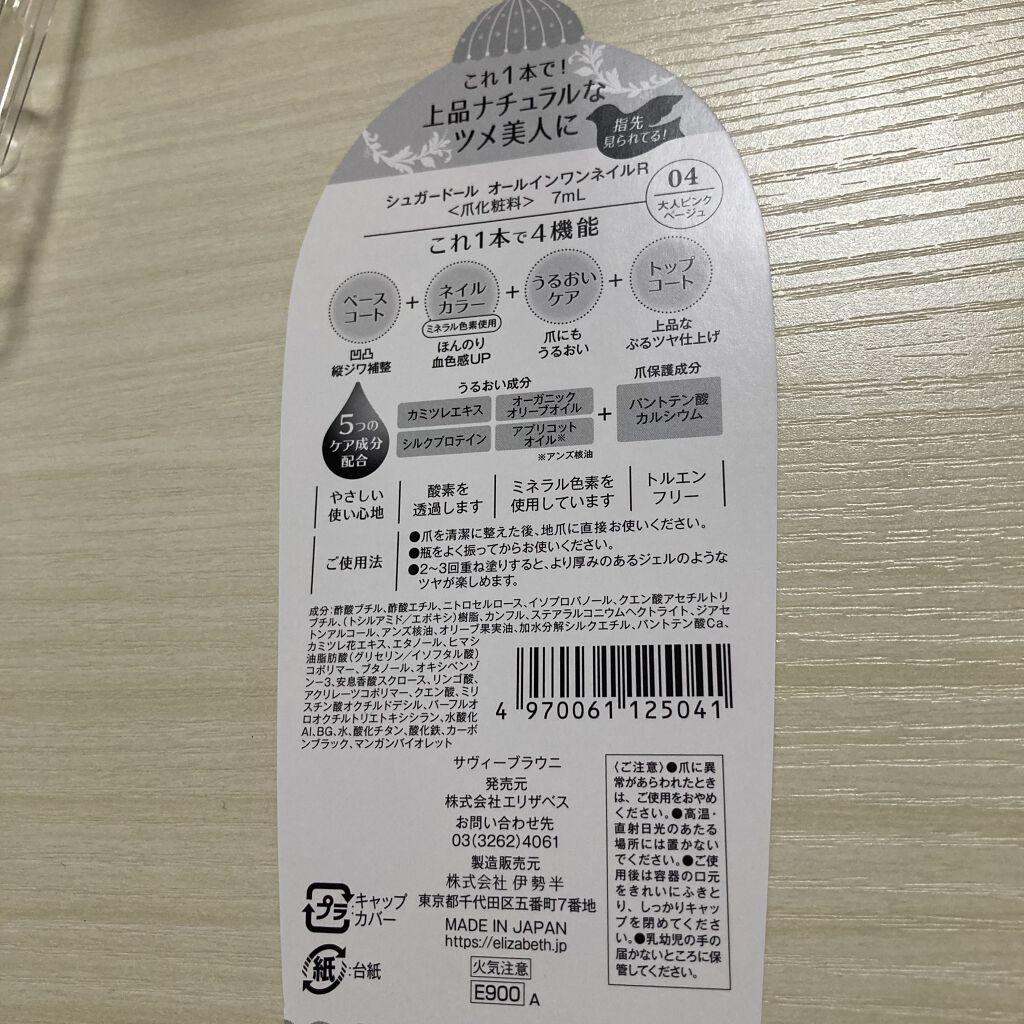 これ1本で!
上品ナチュラルな
ツメ美人に
指先
見られてる!
シュガードール オールインワンネイルR
<爪化粧料> 7mL
04
大人ピンク
ベージュ
これ1本で4機能
ベース
コート
+
ネイル
カラー
ミネラル色素使用
+
うるおい
ケア
+
トップ
コート
凹凸
縦ジワ補整
ほんのり
血色感UP
爪にも
うるおい
上品な
ぷるツヤ仕上げ
5つの
ケア成分
配合
うるおい成分
カミツレエキス
オーガニック
オリーブオイル
シルクプロテイン
アプリコット
オイル※
※アンズ核油
+
爪保護成分
パントテン酸
カルシウム
やさしい
使い心地
酸素を
透過します
ミネラル色素を
使用しています
トルエン
フリー
ご使用法
●爪を清潔に整えた後、地爪に直接お使いください。
●瓶をよく振ってからお使いください。
●2~3回重ね塗りすると、より厚みのあるジェルのような
ツヤが楽しめます。
成分:酢酸ブチル、酢酸エチル、ニトロセルロース、イソプロパノール、クエン酸アセチルトリ
ブチル、(トシルアミド/エポキシ)樹脂、カンフル、ステアラルコニウムヘクトライト、ジアセ
トンアルコール、アンズ核油、オリーブ果実油、加水分解シルクエチル、パントテン酸Ca、
カミツレ花エキス、エタノール、ヒマシ
油脂肪酸(グリセリン/イソフタル酸)
コポリマー、ブタノール、オキシベンゾ
ン-3、安息香酸スクロース、リンゴ酸、
アクリレーツコポリマー、クエン酸、ミリ
スチン酸オクチルドデシル、パーフルオ
ロオクチルトリエトキシシラン、水酸化
Al、BG、水、酸化チタン、酸化鉄、カーボ
ンブラック、マンガンバイオレット
4 970061 125041
サヴィーブラウニ
発売元
株式会社エリザベス
お問い合わせ先
03(3262)4061
製造販売元
株式会社 伊勢半
東京都千代田区五番町7番地
MADE IN JAPAN
https://elizabeth.jp
火気注意
E900 A
プラ
:キャップ
カバー
紙
:台紙
〈ご注意〉●爪に異
常があらわれたとき
は、ご使用をおやめ
ください。●高温・
直射日光のあたる
場所には置かない
でください。●ご使
用後は容器の口元
をきれいにふきと
り、しっかりキャッ
プを閉めてくださ
い。●乳幼児の手の
届かないところに保
管してください。